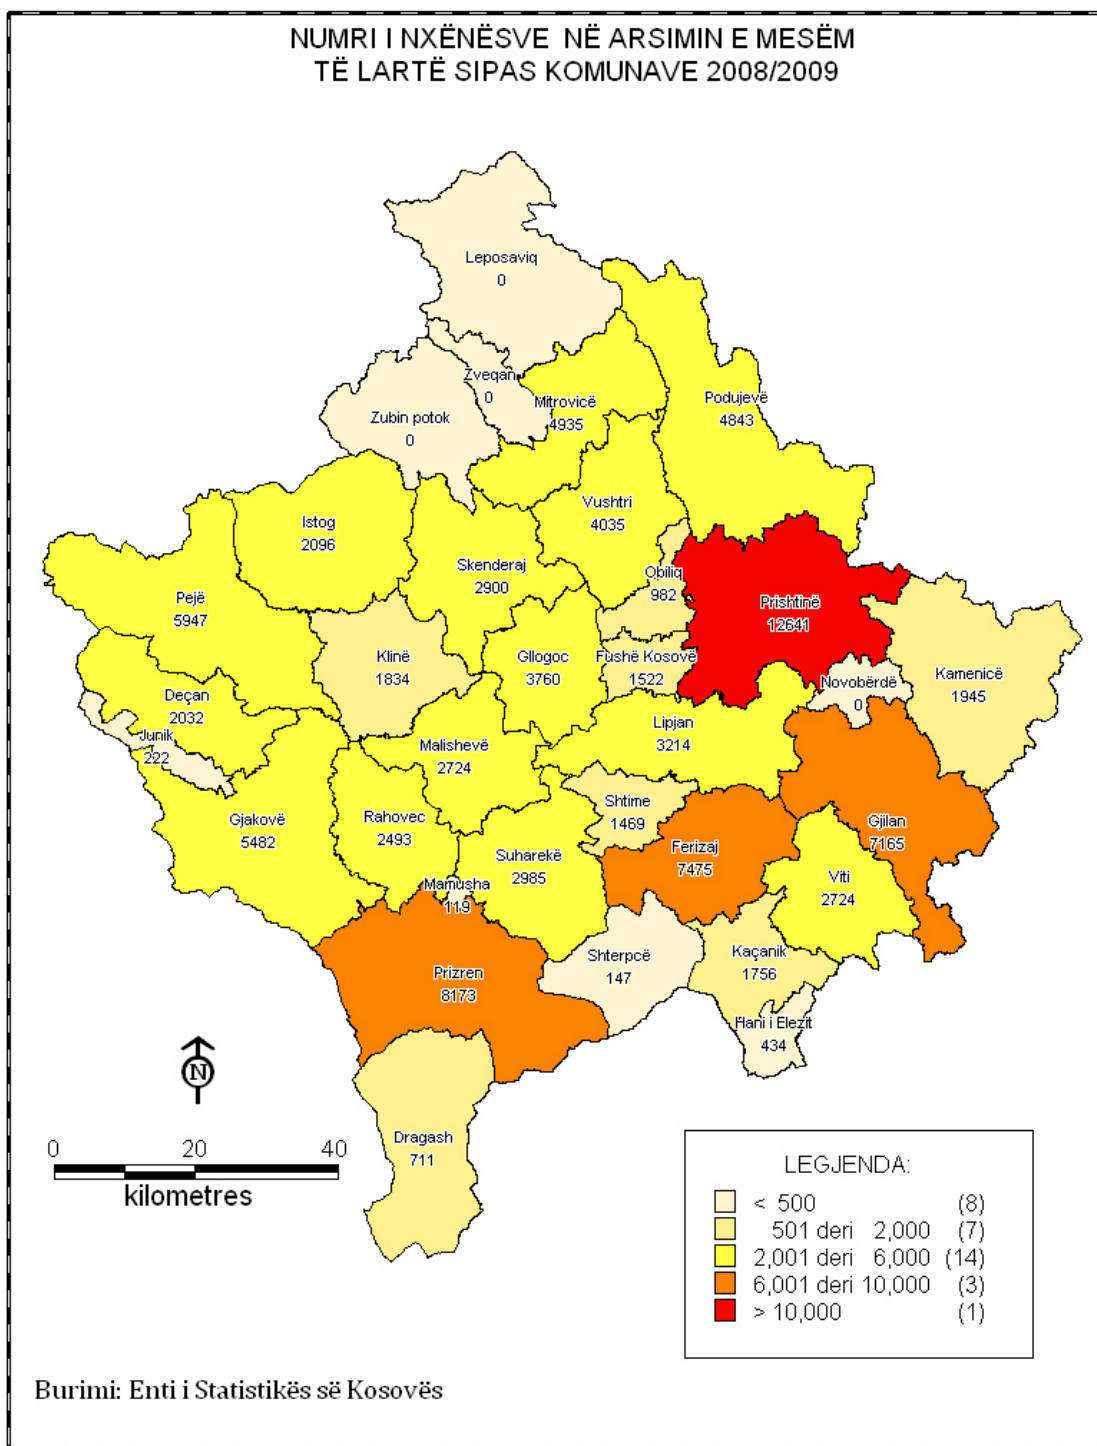 NUMRI I NXËNËSVE NË ARSIMIN E MESËM
TË LARTË SIPAS KOMUNAVE 2008/2009
Leposaviq
0
Zveqan
0
Zubin potok
0
Mitrovicë
4935
Podujevë
4843
Vushtri
4035
Istog
2096
Skenderaj
2900
Obiliq
982
Pejë
5947
Prishtinë
12641
Klinë
1834
Gllogoc
3760
Fushë Kosovë
1522
Kamenicë
1945
Novobërdë
0
Deçan
2032
Junik
222
Lipjan
3214
Malishevë
2724
Shtime
1469
Gjakovë
5482
Rahovec
2493
Gjilan
7165
Ferizaj
7475
Suharekë
2985
Viti
2724
Mamusha
119
Prizren
8173
Shterpcë
147
Kaçanik
1756
Hani i Elezit
434
N
Dragash
711
0 20 40
kilometres
LEGJENDA:
< 500 (8)
501 deri 2,000 (7)
2,001 deri 6,000 (14)
6,001 deri 10,000 (3)
> 10,000 (1)
Burimi: Enti i Statistikës së Kosovës